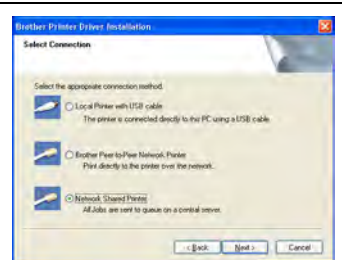 Brother Printer Driver Installation
Select Connection
Select the appropriate connection method.
Local Printer with USB cable
The printer is connected directly to this PC using a USB cable.
Brother Peer-to-Peer Network Printer
Print directly to the printer over the network.
Network Shared Printer
All Jobs are sent to queue on a central server.
< Back
Next >
Cancel